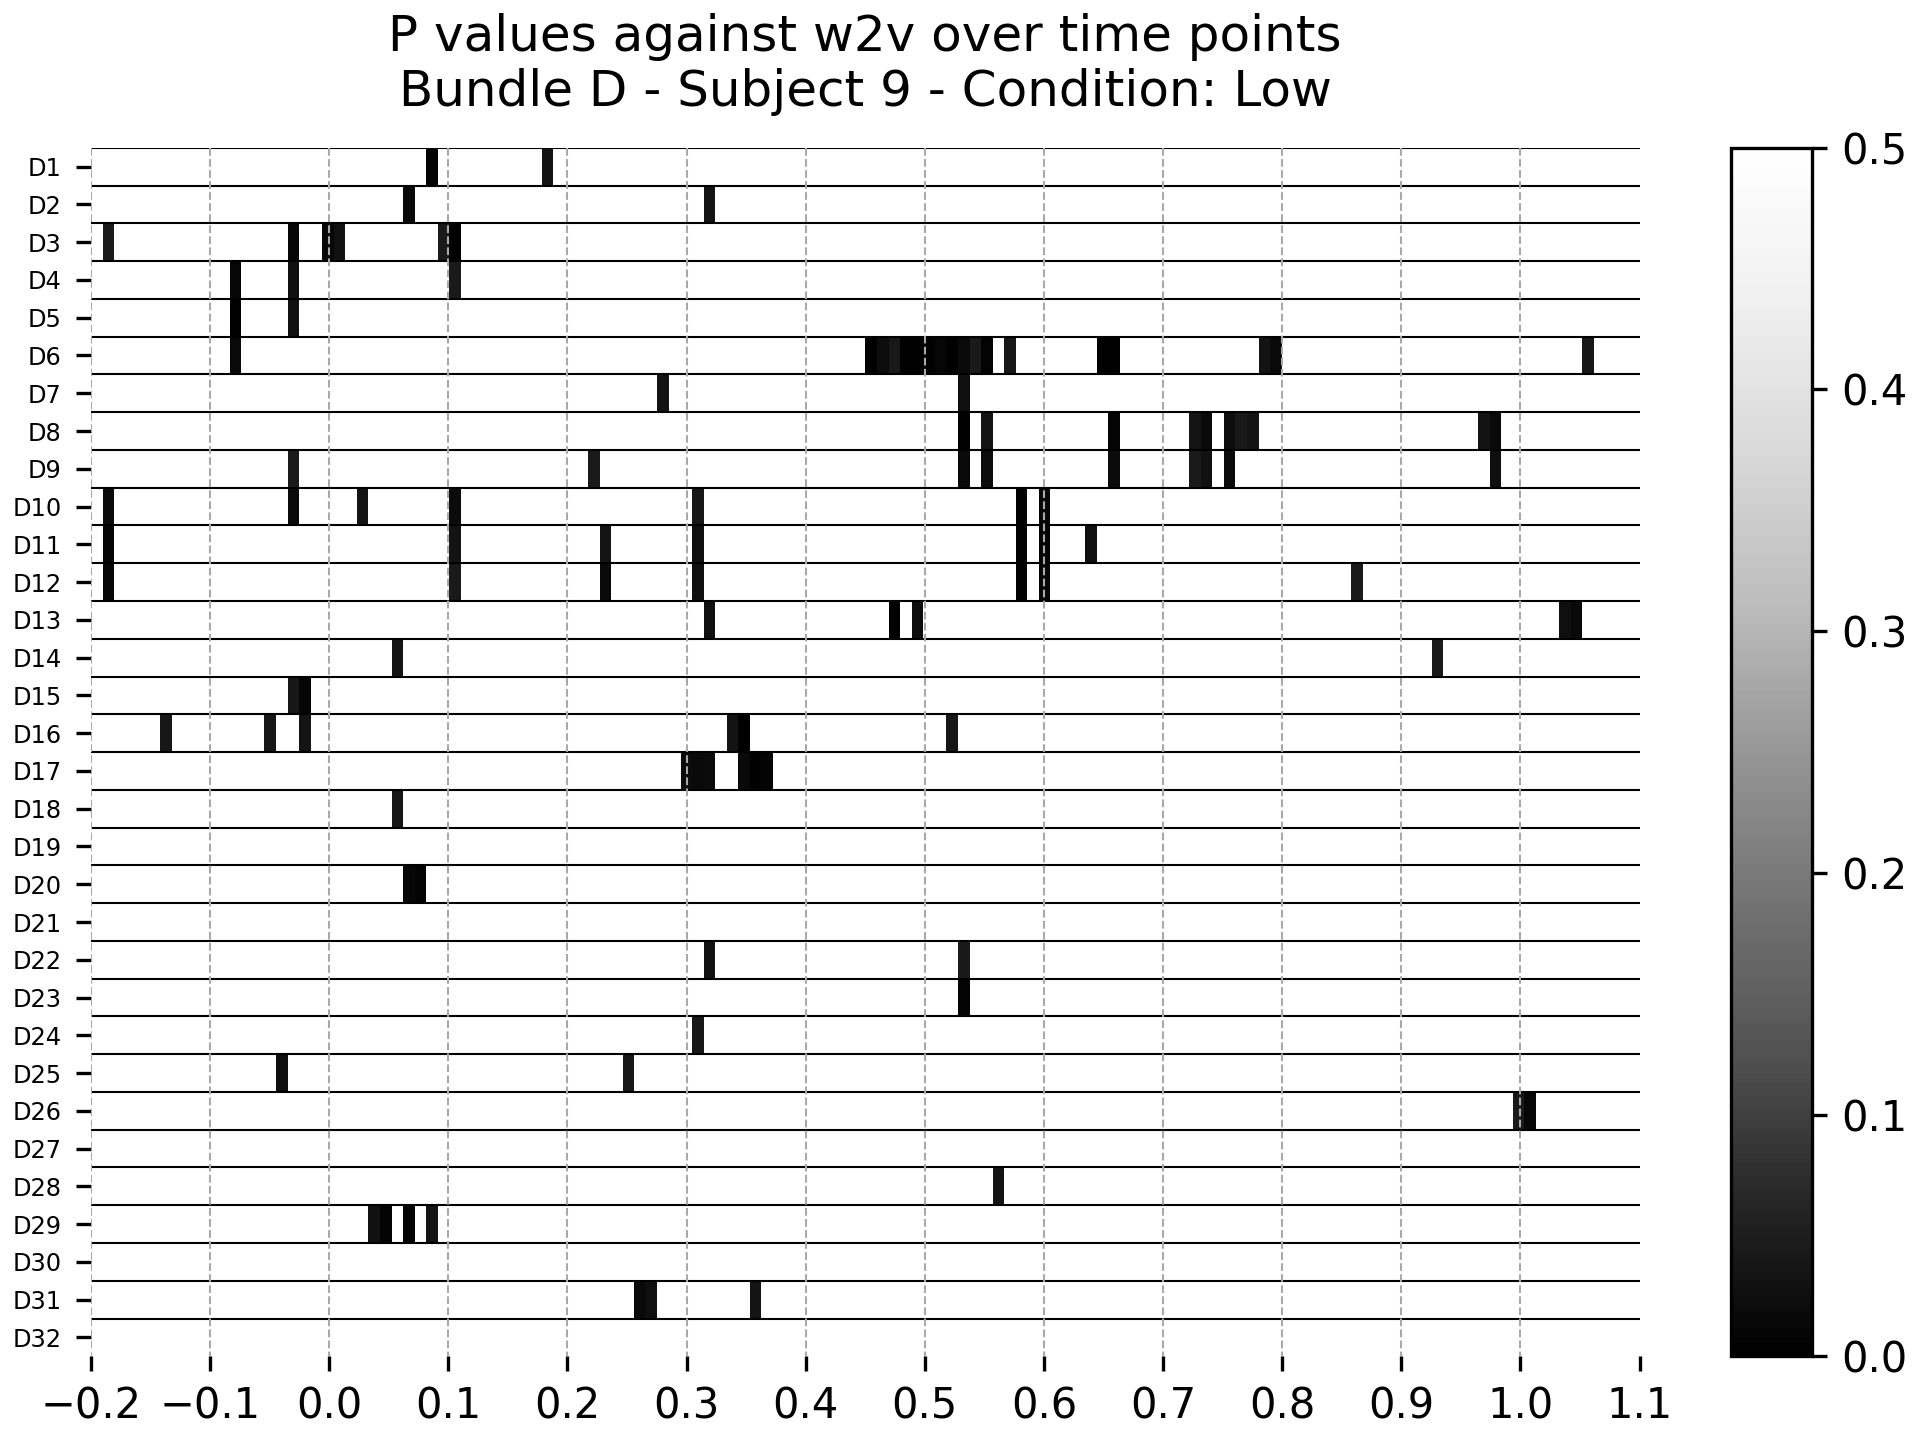 P values against w2v over time points
Bundle D - Subject 9 - Condition: Low
D1
D2
D3
D4
D5
D6
D7
D8
D9
D10
D11
D12
D13
D14
D15
D16
D17
D18
D19
D20
D21
D22
D23
D24
D25
D26
D27
D28
D29
D30
D31
D32
−0.2 −0.1 0.0 0.1 0.2 0.3 0.4 0.5 0.6 0.7 0.8 0.9 1.0 1.1
0.5
0.4
0.3
0.2
0.1
0.0